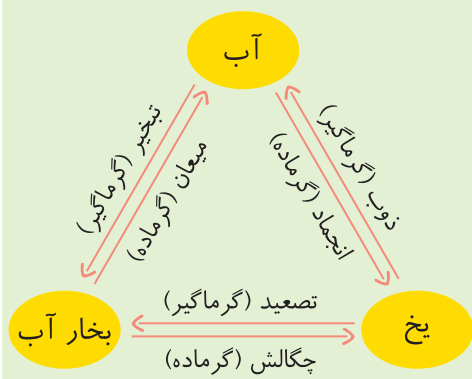 آب
تبخیر (گرماگیر)
میعان (گرماده)
ذوب (گرماگیر)
انجماد (گرماده)
تصعید (گرماگیر)
یخ
بخار آب
چگالش (گرماده)